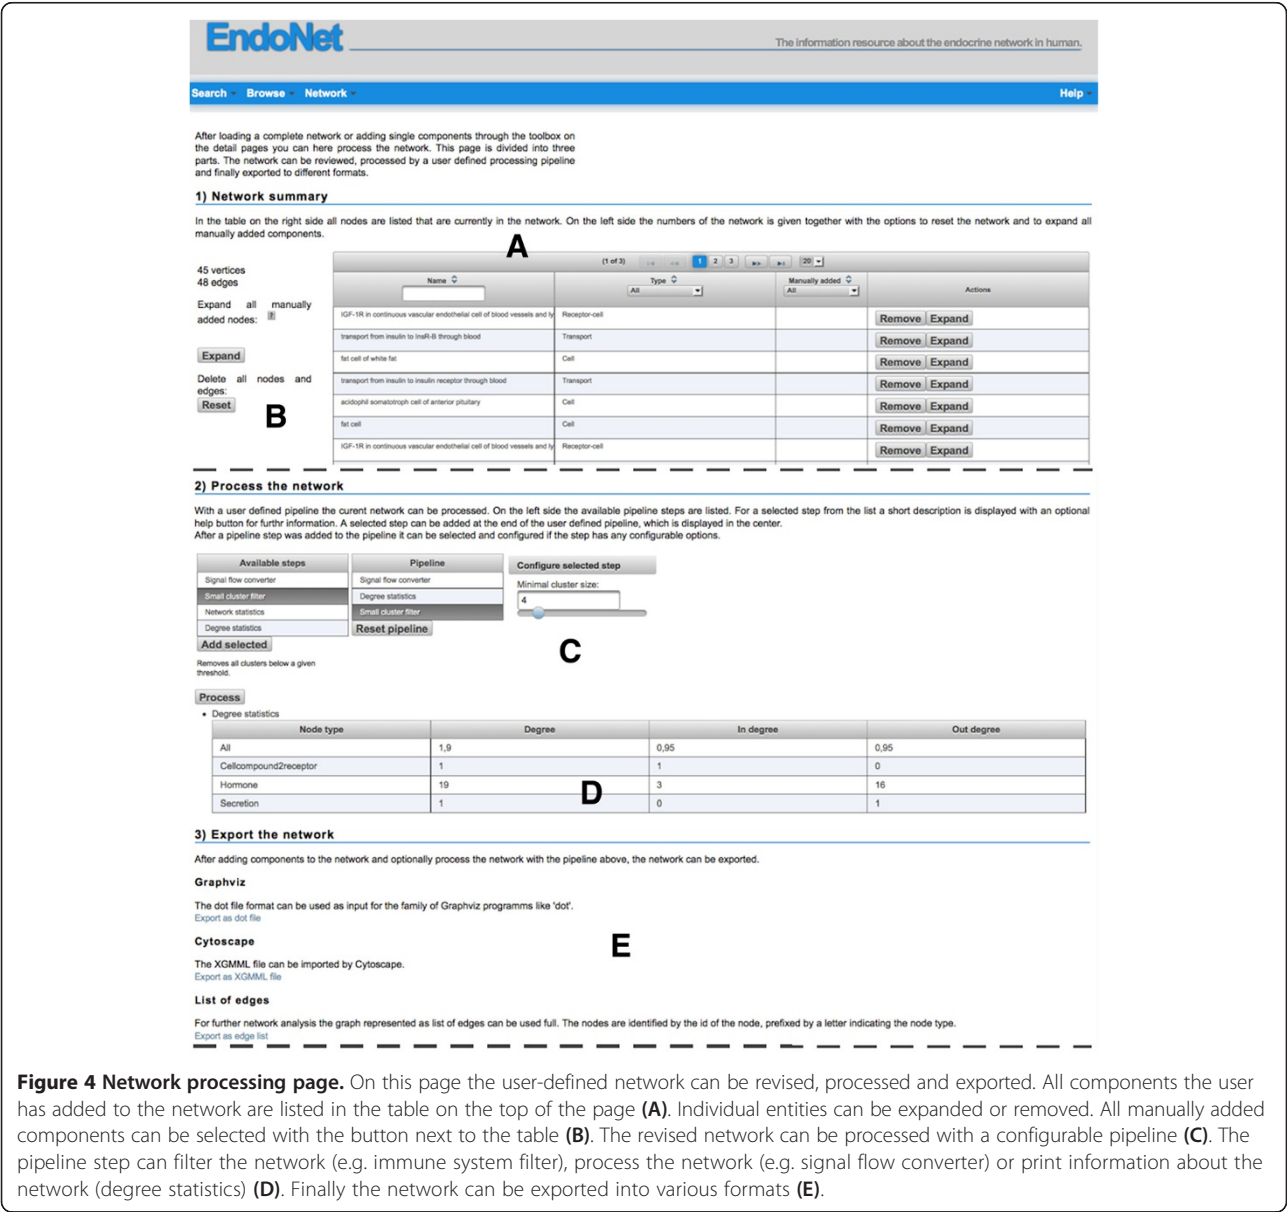 EndoNet
The information resource about the endocrine network in human.
Search Browse Network Help
After loading a complete network or adding single components through the toolbox on
the detail pages you can here process the network. This page is divided into three
parts. The network can be reviewed, processed by a user defined processing pipeline
and finally exported to different formats.
1) Network summary
In the table on the right side all nodes are listed that are currently in the network. On the left side the numbers of the network is given together with the options to reset the network and to expand all
manually added components.
A
45 vertices
48 edges
Expand all manually
added nodes: ?
Expand
Delete all nodes and
edges:
Reset
B
(1 of 3) 1 2 3 20
Name Type Manually added Actions
All All
IGF-1R in continuous vascular endothelial cell of blood vessels and ly Receptor-cell Remove Expand
transport from insulin to InsR-B through blood Transport Remove Expand
fat cell of white fat Cell Remove Expand
transport from insulin to insulin receptor through blood Transport Remove Expand
acidophil somatotroph cell of anterior pituitary Cell Remove Expand
fat cell Cell Remove Expand
IGF-1R in continuous vascular endothelial cell of blood vessels and ly Receptor-cell Remove Expand
2) Process the network
With a user defined pipeline the curent network can be processed. On the left side the available pipeline steps are listed. For a selected step from the list a short description is displayed with an optional
help button for furthr information. A selected step can be added at the end of the user defined pipeline, which is displayed in the center.
After a pipeline step was added to the pipeline it can be selected and configured if the step has any configurable options.
Available steps
Signal flow converter
Small cluster filter
Network statistics
Degree statistics
Add selected
Removes all clusters below a given
threshold.
Pipeline
Signal flow converter
Degree statistics
Small cluster filter
Reset pipeline
Configure selected step
Minimal cluster size:
4
C
Process
• Degree statistics
Node type Degree In degree Out degree
All 1,9 0,95 0,95
Cellcompound2receptor 1 1 0
Hormone 19 3 16
Secretion 1 0 1
D
3) Export the network
After adding components to the network and optionally process the network with the pipeline above, the network can be exported.
Graphviz
The dot file format can be used as input for the family of Graphviz programms like 'dot'.
Export as dot file
Cytoscape
E
The XGMML file can be imported by Cytoscape.
Export as XGMML file
List of edges
For further network analysis the graph represented as list of edges can be used full. The nodes are identified by the id of the node, prefixed by a letter indicating the node type.
Export as edge list
Figure 4 Network processing page. On this page the user-defined network can be revised, processed and exported. All components the user
has added to the network are listed in the table on the top of the page (A). Individual entities can be expanded or removed. All manually added
components can be selected with the button next to the table (B). The revised network can be processed with a configurable pipeline (C). The
pipeline step can filter the network (e.g. immune system filter), process the network (e.g. signal flow converter) or print information about the
network (degree statistics) (D). Finally the network can be exported into various formats (E).